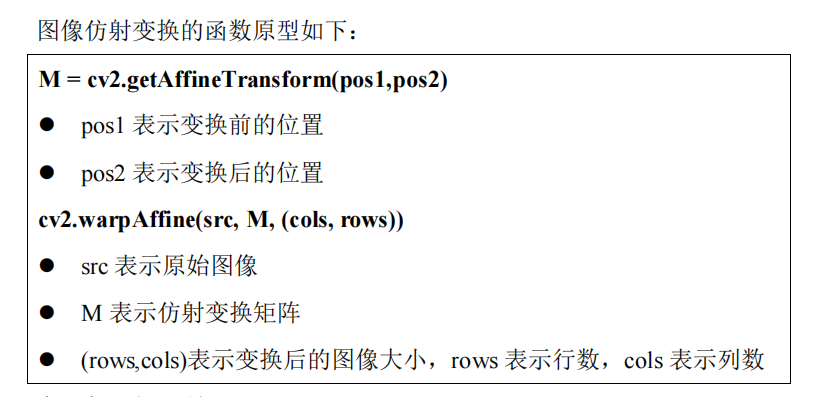 图像仿射变换的函数原型如下：
M = cv2.getAffineTransform(pos1,pos2)
● pos1 表示变换前的位置
● pos2 表示变换后的位置
cv2.warpAffine(src, M, (cols, rows))
● src 表示原始图像
● M 表示仿射变换矩阵
● (rows,cols)表示变换后的图像大小，rows 表示行数，cols 表示列数